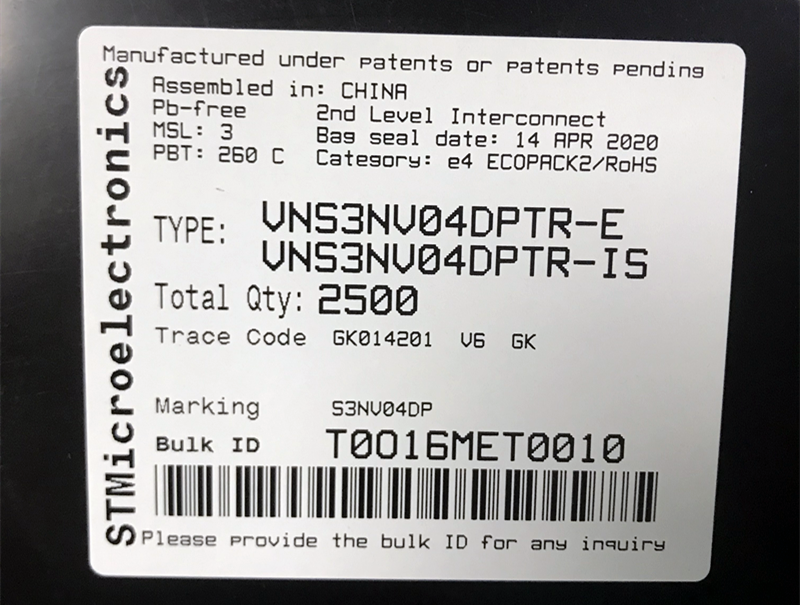 Manufactured under patents or patents pending
STMicroelectronics
Assembled in: CHINA
Pb-free 2nd Level Interconnect
MSL: 3 Bag seal date: 14 APR 2020
PBT: 260 C Category: e4 ECOPACK2/RoHS
TYPE: VNS3NV04DPTR-E
VNS3NV04DPTR-IS
Total Qty: 2500
Trace Code GK014201 V6 GK
Marking S3NV04DP
Bulk ID T0016MET0010
Please provide the bulk ID for any inquiry